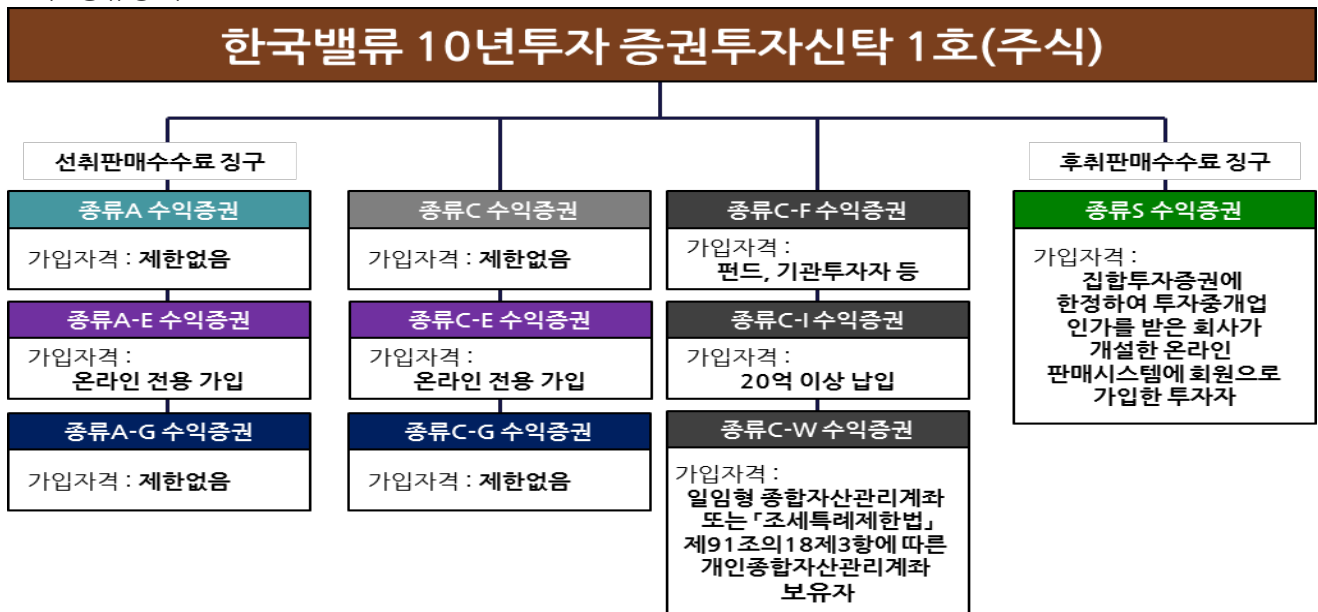 한국밸류 10년투자 증권투자신탁 1호(주식)
선취판매수수료 징구
후취판매수수료 징구
종류A 수익증권
가입자격 : 제한없음
종류A-E 수익증권
가입자격 :
온라인 전용 가입
종류A-G 수익증권
가입자격 : 제한없음
종류C 수익증권
가입자격 : 제한없음
종류C-E 수익증권
가입자격 :
온라인 전용 가입
종류C-G 수익증권
가입자격 : 제한없음
종류C-F 수익증권
가입자격 :
펀드, 기관투자자 등
종류C-I 수익증권
가입자격 :
20억 이상 납입
종류C-W 수익증권
가입자격 :
일임형 종합자산관리계좌
또는 「조세특례제한법」
제91조의18제3항에 따른
개인종합자산관리계좌
보유자
종류S 수익증권
가입자격 :
집합투자증권에
한정하여 투자중개업
인가를 받은 회사가
개설한 온라인
판매시스템에 회원으로
가입한 투자자